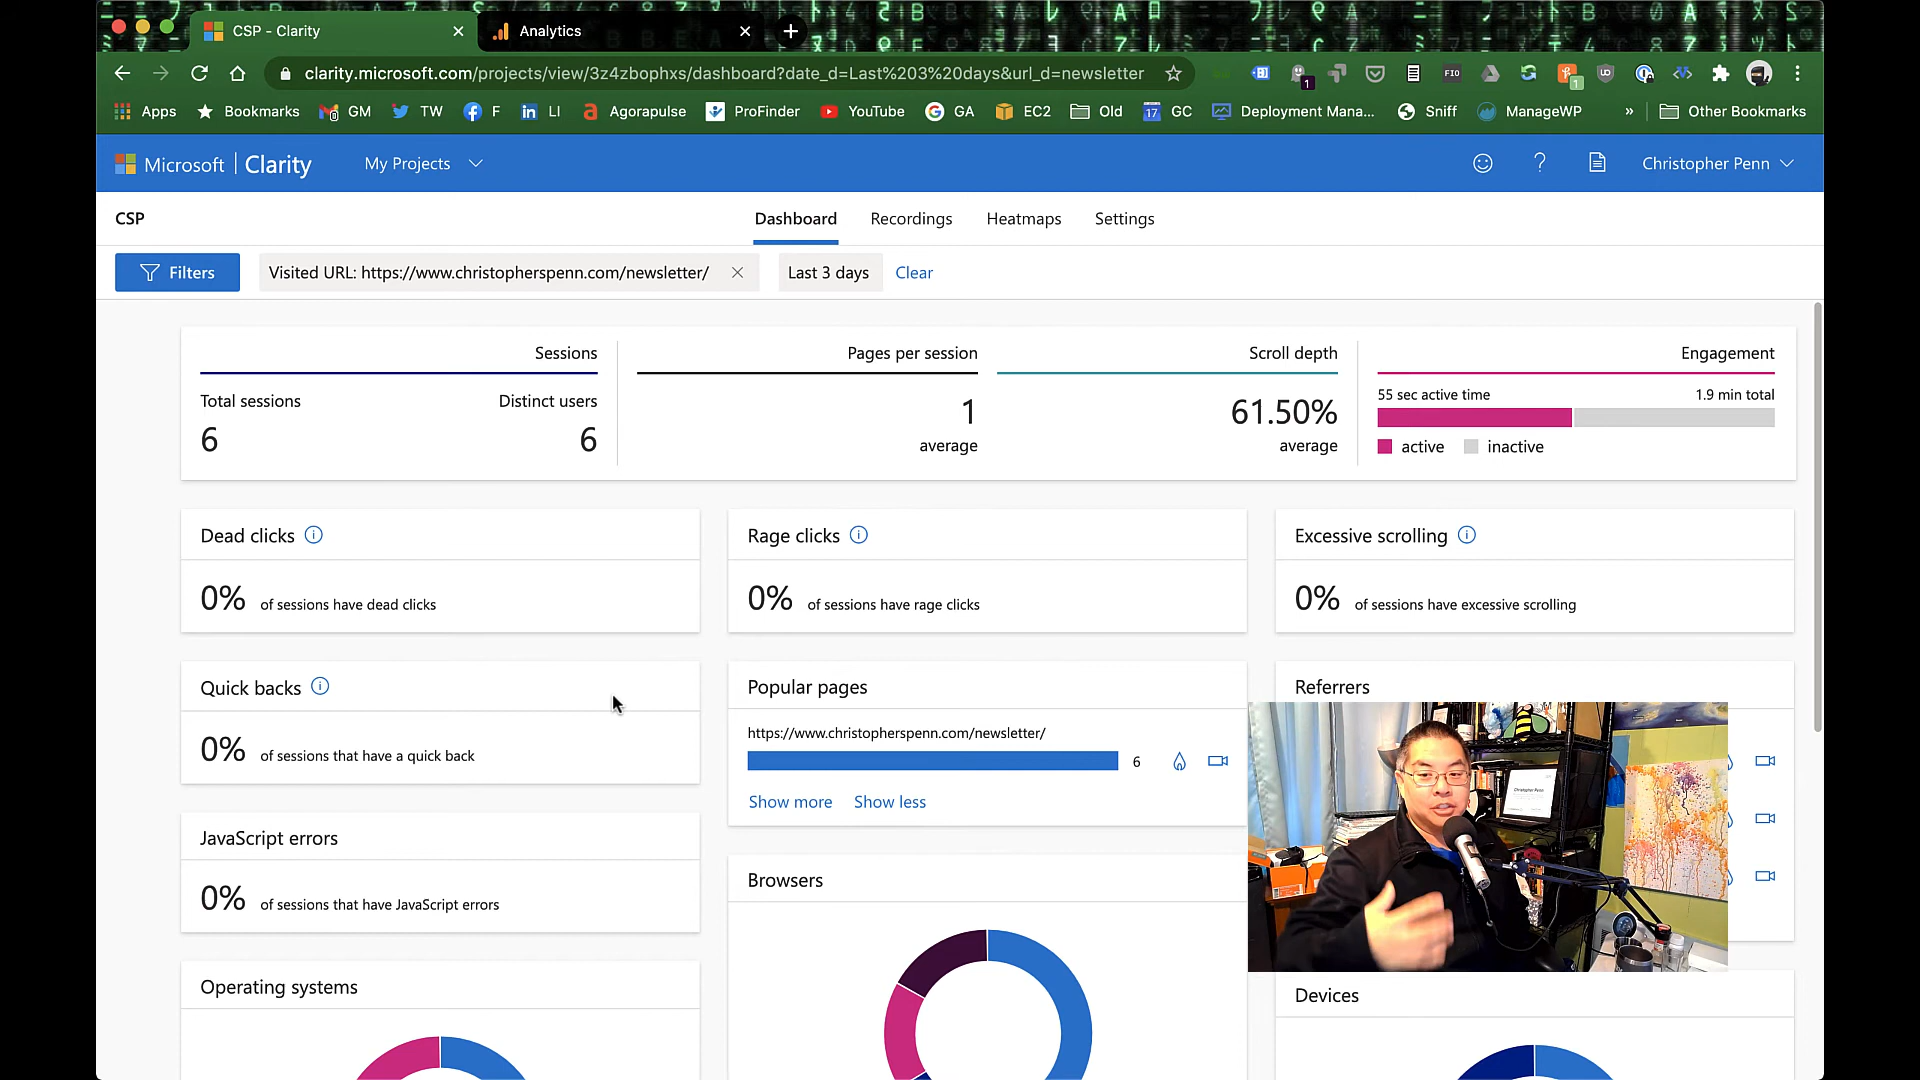 CSP - Clarity
Analytics
clarity.microsoft.com/projects/view/3z4zbophxs/dashboard?date_d=Last%203%20days&url_d=newsletter
1
FIO
1
Apps
Bookmarks
GM
TW
F
LI
Agorapulse
ProFinder
YouTube
GA
EC2
Old
17
GC
Deployment Mana...
Sniff
ManageWP
»
Other Bookmarks
Microsoft | Clarity
My Projects
Christopher Penn
CSP
Dashboard
Recordings
Heatmaps
Settings
Filters
Visited URL: https://www.christopherspenn.com/newsletter/
Last 3 days
Clear
Sessions
Pages per session
Scroll depth
Engagement
Total sessions
Distinct users
6
6
1
average
61.50%
average
55 sec active time
1.9 min total
active
inactive
Dead clicks
0% of sessions have dead clicks
Rage clicks
0% of sessions have rage clicks
Excessive scrolling
0% of sessions have excessive scrolling
Quick backs
0% of sessions that have a quick back
Popular pages
https://www.christopherspenn.com/newsletter/
6
Show more
Show less
Referrers
Christopher Penn
JavaScript errors
0% of sessions that have JavaScript errors
Browsers
Operating systems
Devices